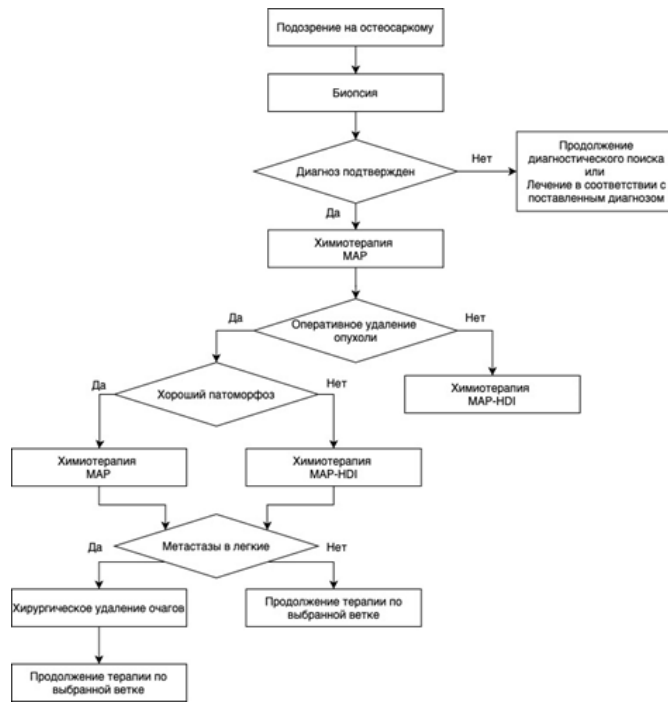 Подозрение на остеосаркому
Биопсия
Диагноз подтвержден
Нет
Продолжение
диагностического поиска
или
Лечение в соответствии с
поставленным диагнозом
Да
Химиотерапия
MAP
Да
Оперативное удаление
опухоли
Нет
Химиотерапия
MAP-HDI
Да
Хороший патоморфоз
Нет
Химиотерапия
MAP
Химиотерапия
MAP-HDI
Да
Метастазы в легкие
Нет
Хирургическое удаление очагов
Продолжение терапии по
выбранной ветке
Продолжение терапии по
выбранной ветке